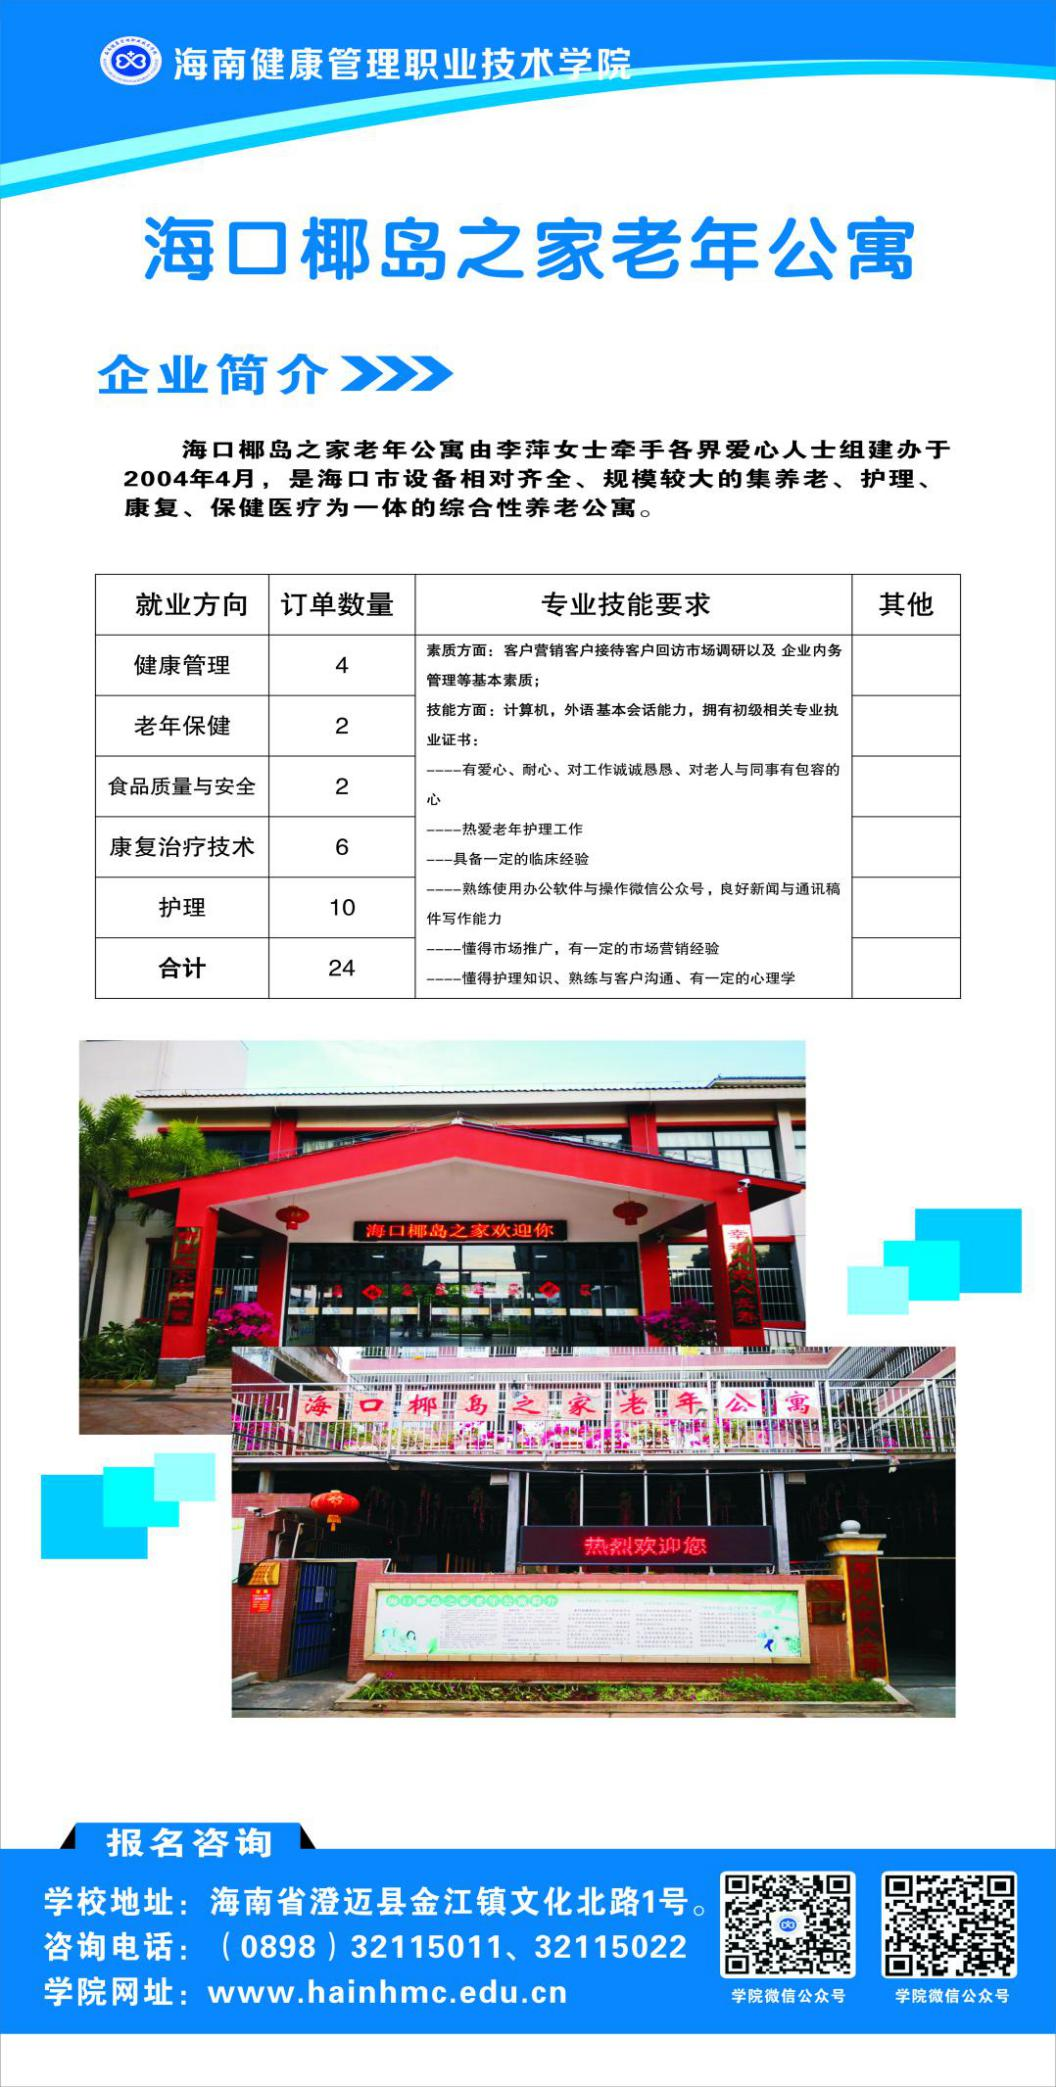 海南健康管理职业技术学院
海口椰岛之家老年公寓
企业简介
海口椰岛之家老年公寓由李萍女士牵手各界爱心人士组建办于
2004年4月，是海口市设备相对齐全、规模较大的集养老、护理、
康复、保健医疗为一体的综合性养老公寓。
就业方向 订单数量 专业技能要求 其他
健康管理 4
老年保健 2
食品质量与安全 2
康复治疗技术 6
护理 10
合计 24
素质方面：客户营销客户接待客户回访市场调研以及 企业内务
管理等基本素质；
技能方面：计算机，外语基本会话能力，拥有初级相关专业执
业证书：
----有爱心、耐心、对工作诚诚恳恳、对老人与同事有包容的
心
----热爱老年护理工作
---具备一定的临床经验
----熟练使用办公软件与操作微信公众号，良好新闻与通讯稿
件写作能力
----懂得市场推广，有一定的市场营销经验
----懂得护理知识、熟练与客户沟通、有一定的心理学
海口椰岛之家欢迎你
海口椰岛之家老年公寓
热烈欢迎您
海口椰岛之家老年公寓简介
报名咨询
学校地址：海南省澄迈县金江镇文化北路1号。
咨询电话：（0898）32115011、32115022
学院网址：www.hainhmc.edu.cn
学院微信公众号
学院微信公众号